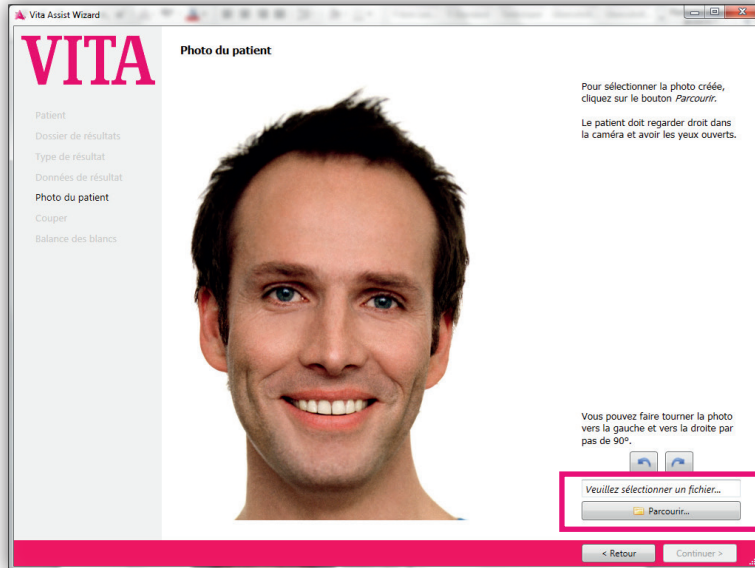 Vita Assist Wizard
VITA
Photo du patient
Patient
Dossier de résultats
Type de résultat
Données de résultat
Photo du patient
Couper
Balance des blancs
Pour sélectionner la photo créée,
cliquez sur le bouton Parcourir.
Le patient doit regarder droit dans
la caméra et avoir les yeux ouverts.
Vous pouvez faire tourner la photo
vers la gauche et vers la droite par
pas de 90°.
Veuillez sélectionner un fichier...
Parcourir...
< Retour
Continuer >